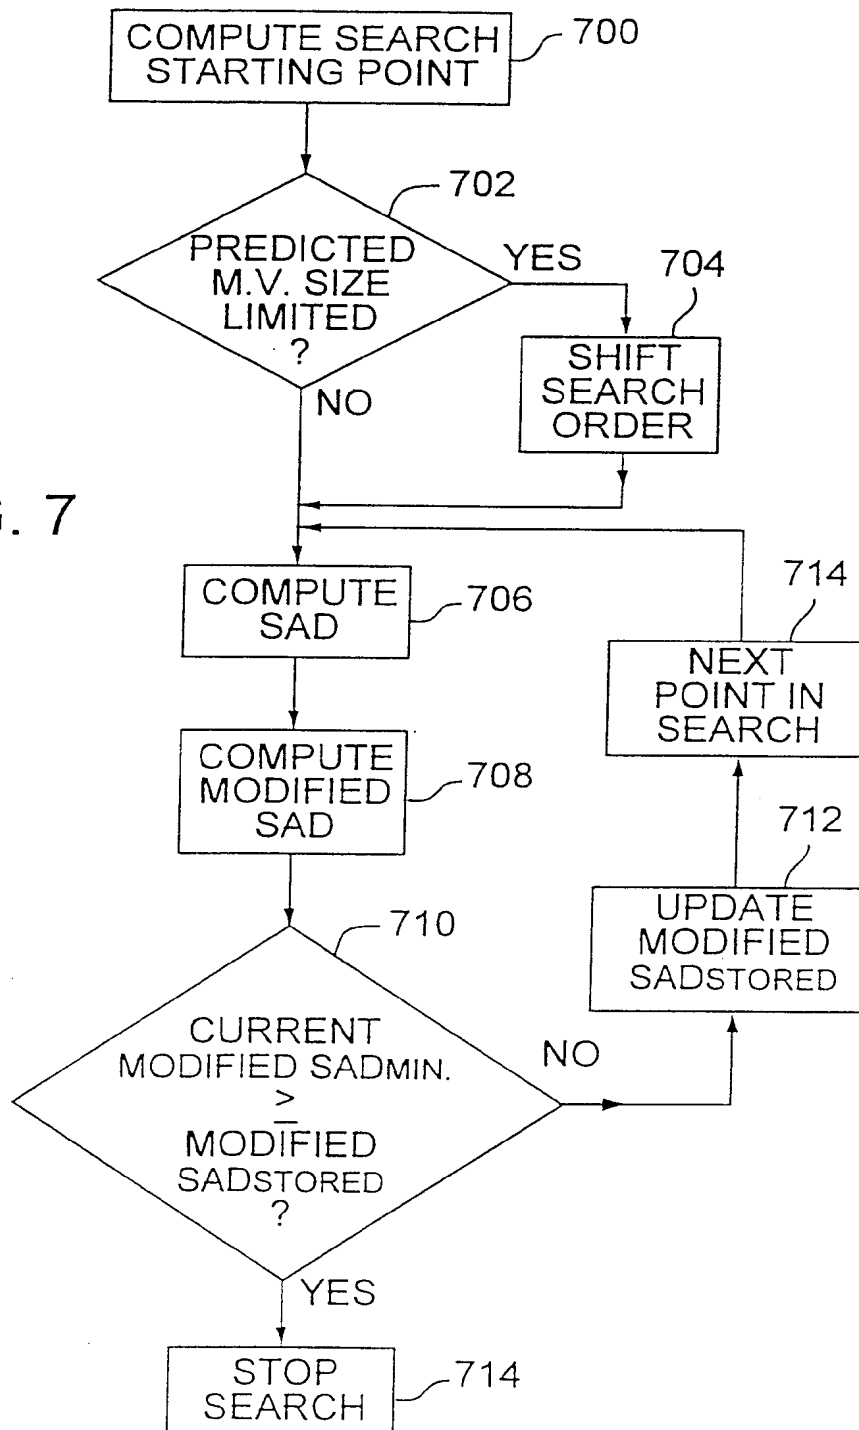 COMPUTE SEARCH
STARTING POINT
700
702
PREDICTED
M.V. SIZE
LIMITED
?
YES
704
SHIFT
SEARCH
ORDER
NO
. 7
COMPUTE
SAD
706
714
NEXT
POINT IN
SEARCH
COMPUTE
MODIFIED
SAD
708
712
UPDATE
MODIFIED
SADSTORED
710
CURRENT
MODIFIED SADMIN.
≥
MODIFIED
SADSTORED
?
NO
YES
STOP
SEARCH
714